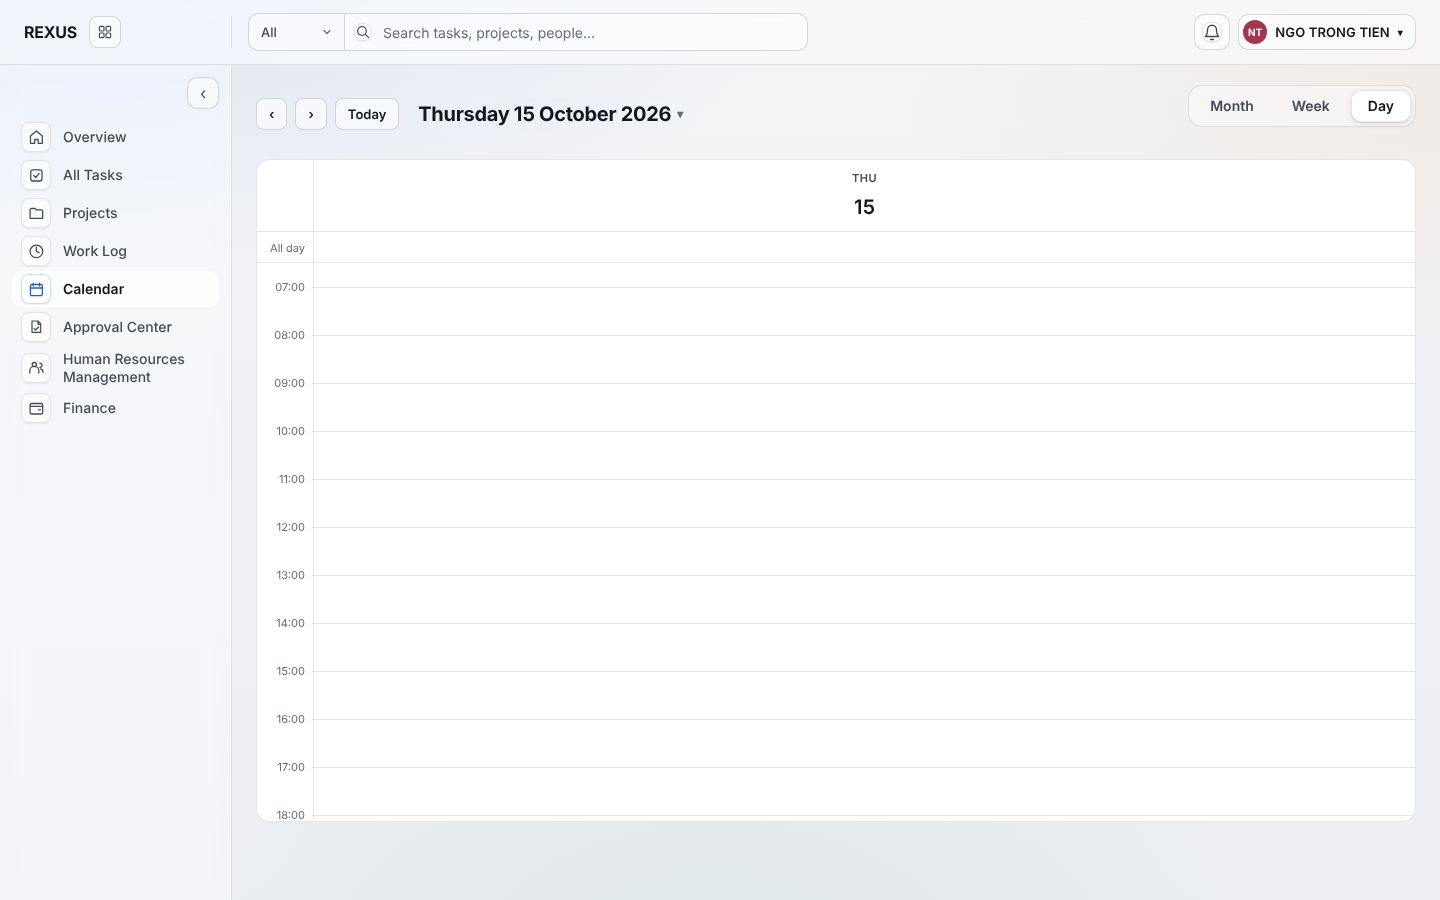 REXUS
All
Search tasks, projects, people...
NT
NGO TRONG TIEN
Overview
All Tasks
Projects
Work Log
Calendar
Approval Center
Human Resources
Management
Finance
Today
Thursday 15 October 2026
Month
Week
Day
THU
15
All day
07:00
08:00
09:00
10:00
11:00
12:00
13:00
14:00
15:00
16:00
17:00
18:00